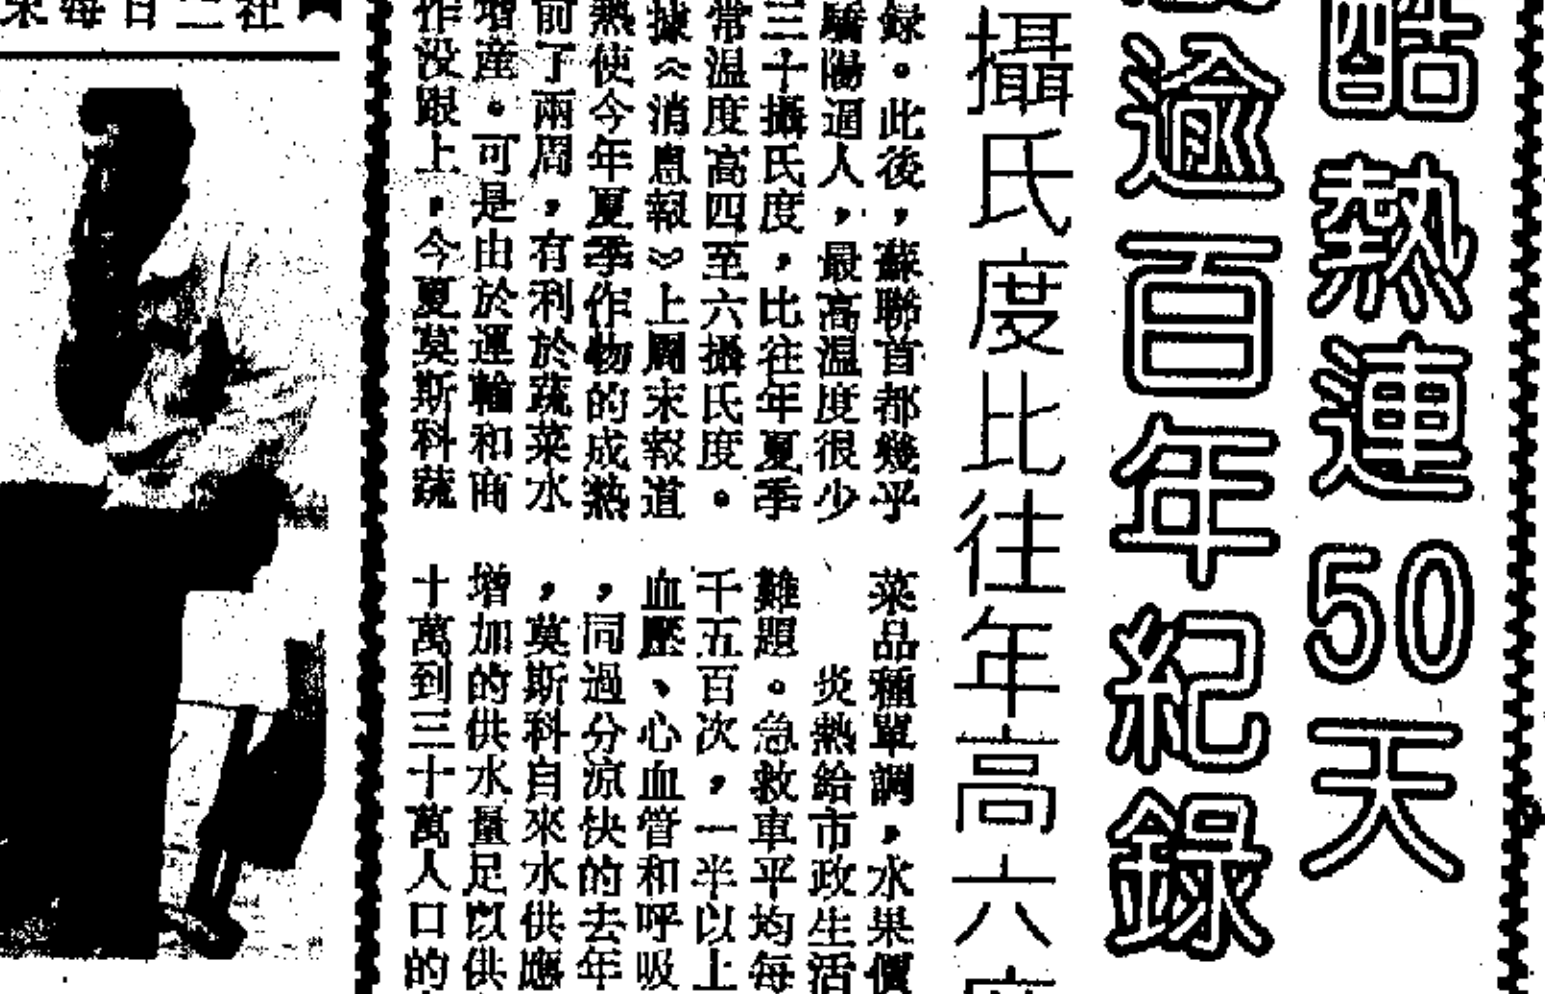 酷熱連50天
逾百年紀錄
攝氏度比往年高六
録。此後，蘇聯首都幾乎
驕陽逼人，最高温度很少
三十攝氏度，比往年夏季
常温度高四至六攝氏度。
據《消息報》上周末報道
熱使今年夏季作物的成熟
前了兩周，有利於蔬菜水
增産。可是由於運輸和商
作没跟上，今夏莫斯科蔬
菜品種單調，水果價
炎熱給市政生活
難題。急救車平均每
千五百次，一半以上
血壓、心血管和呼吸
，同過分涼快的去年
，莫斯科自來水供應
增加的供水量足以供
十萬到三十萬人口的
社二日每